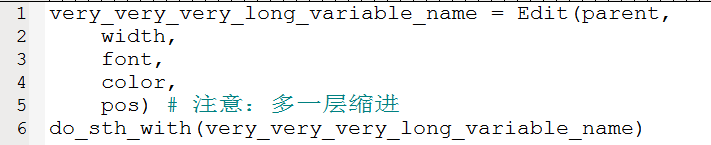 1 very_very_very_long_variable_name = Edit(parent,
2     width,
3     font,
4     color,
5     pos) # 注意：多一层缩进
6 do_sth_with(very_very_very_long_variable_name)